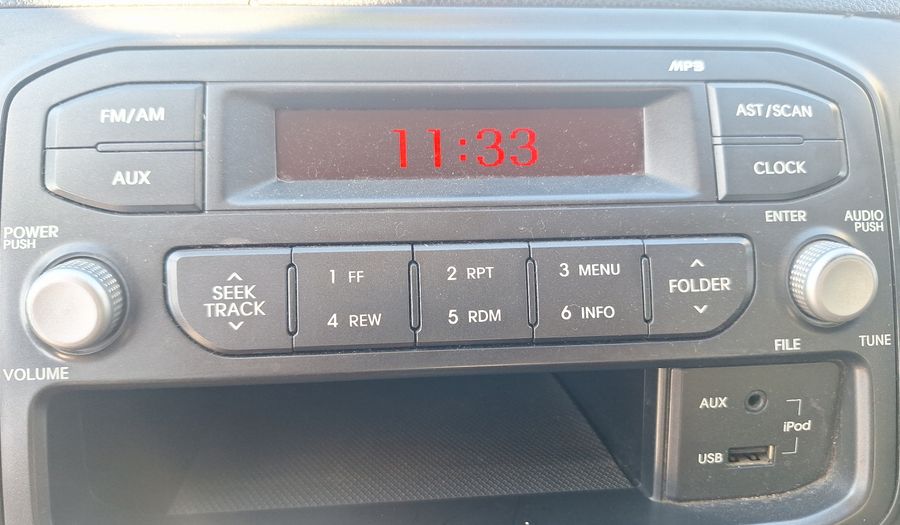 MP3
FM/AM
AST/SCAN
11:33
AUX
CLOCK
POWER
PUSH
ENTER
AUDIO
PUSH
SEEK
TRACK
1 FF
2 RPT
3 MENU
FOLDER
4 REW
5 RDM
6 INFO
VOLUME
FILE
TUNE
AUX
iPod
USB